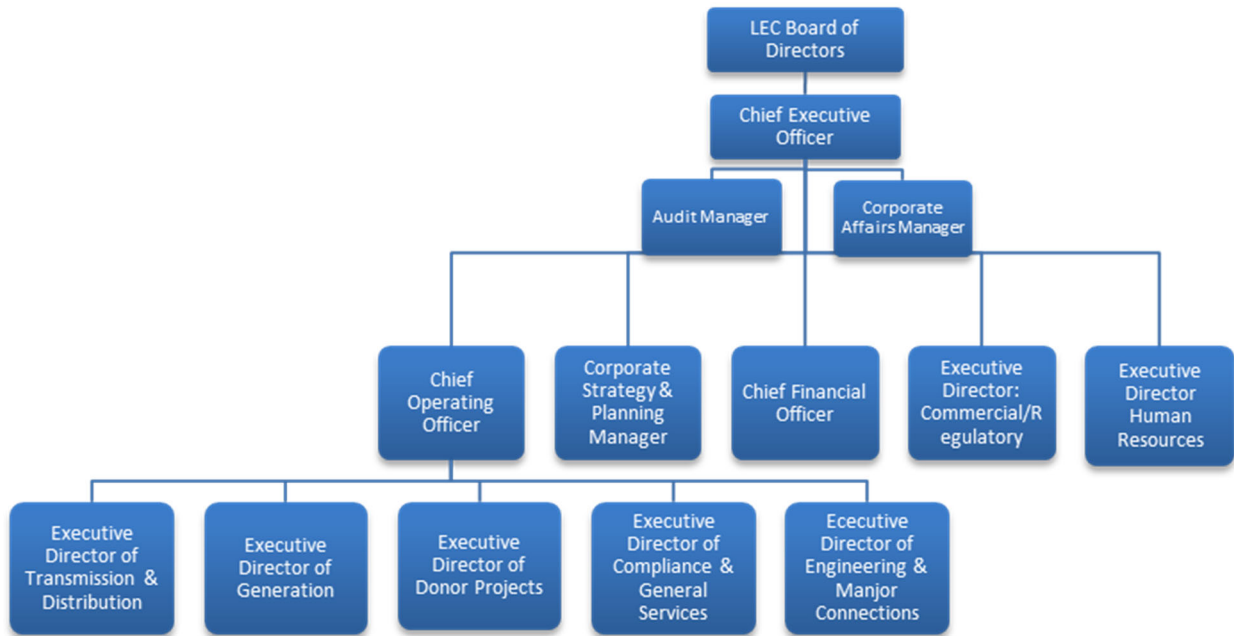 LEC Board of
Directors
Chief Executive
Officer
Audit Manager
Corporate
Affairs Manager
Chief
Operating
Officer
Corporate
Strategy &
Planning
Manager
Chief Financial
Officer
Executive
Director:
Commercial/R
egulatory
Executive
Director
Human
Resources
Executive
Director of
Transmission &
Distribution
Executive
Director of
Generation
Executive
Director of
Donor Projects
Executive
Director of
Compliance &
General
Services
Ececutive
Director of
Engineering &
Manjor
Connections